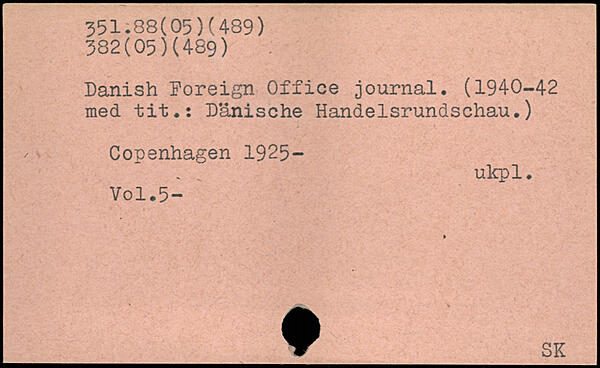 351.88(05)(489)
382(05)(489)
Danish Foreign Office journal. (1940-42
med tit.: Dänische Handelsrundschau.)
Copenhagen 1925-
ukpl.
Vol.5-
SK